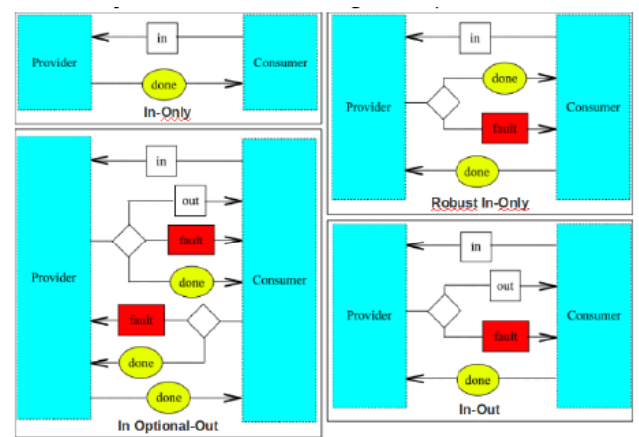 in
Provider
Consumer
done
In-Only
in
out
fault
Provider
done
Consumer
fault
done
done
In Optional-Out
in
done
Provider
Consumer
fault
done
Robust In-Only
in
out
Provider
Consumer
fault
done
In-Out